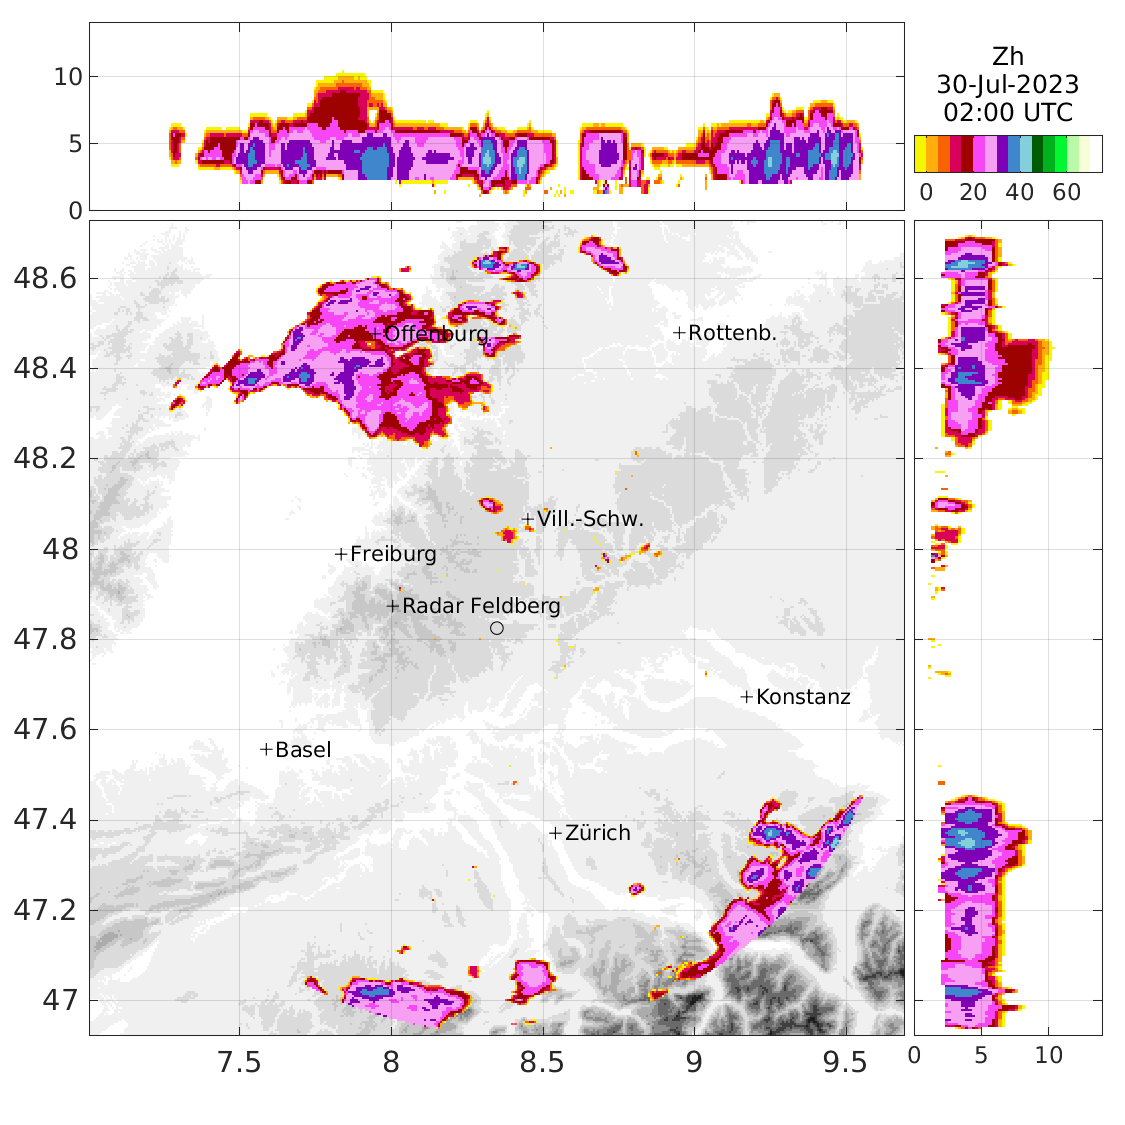 10
5
0
Zh
30-Jul-2023
02:00 UTC
0 20 40 60
48.6
48.4
48.2
48
47.8
47.6
47.4
47.2
47
Offenburg
Rottenb.
Vill.-Schw.
Freiburg
Radar Feldberg
Konstanz
Basel
Zürich
7.5 8 8.5 9 9.5
0 5 10